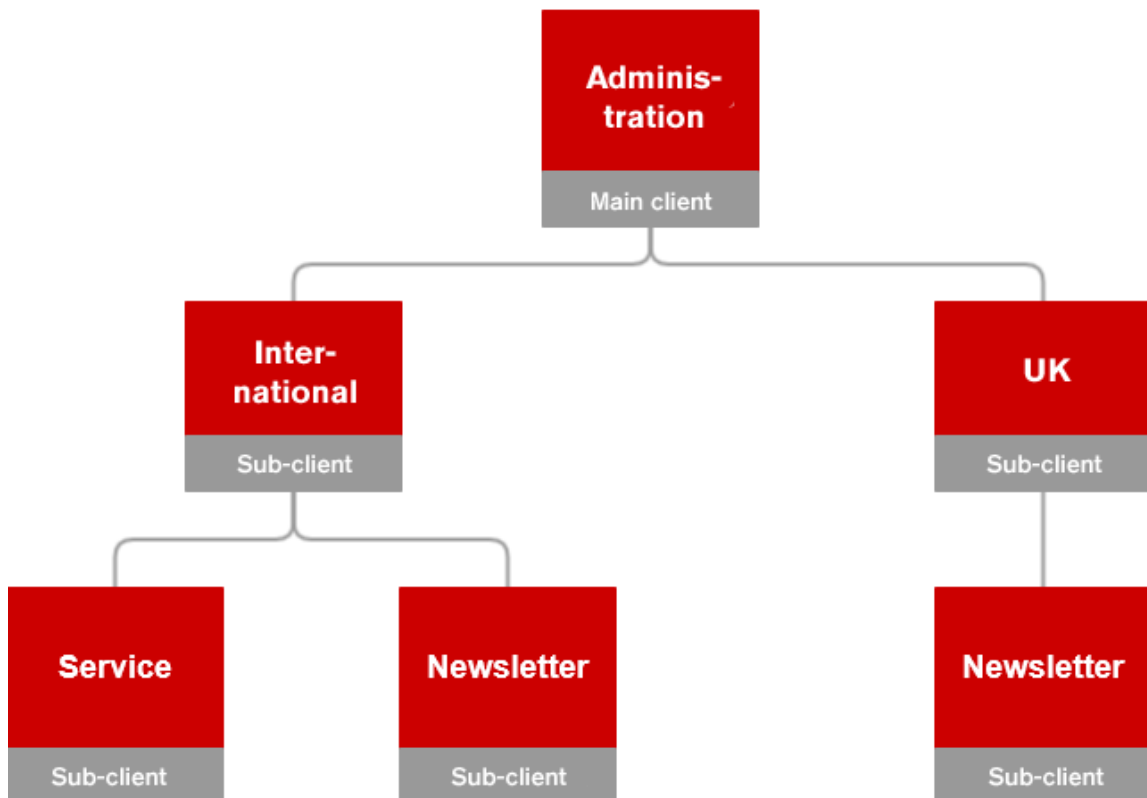 Adminis-
tration
Main client
Inter-
national
Sub-client
UK
Sub-client
Service
Sub-client
Newsletter
Sub-client
Newsletter
Sub-client